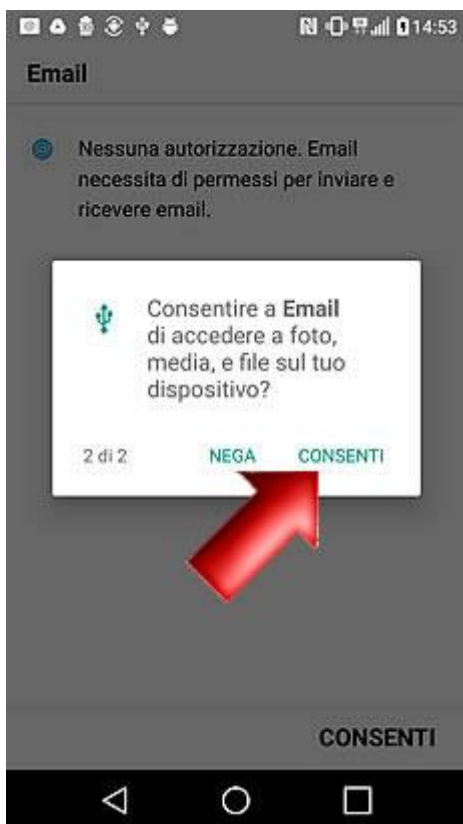 14:53
Email
Nessuna autorizzazione. Email
necessita di permessi per inviare e
ricevere email.
Consentire a Email
di accedere a foto,
media, e file sul tuo
dispositivo?
2 di 2 NEGA CONSENTI
CONSENTI